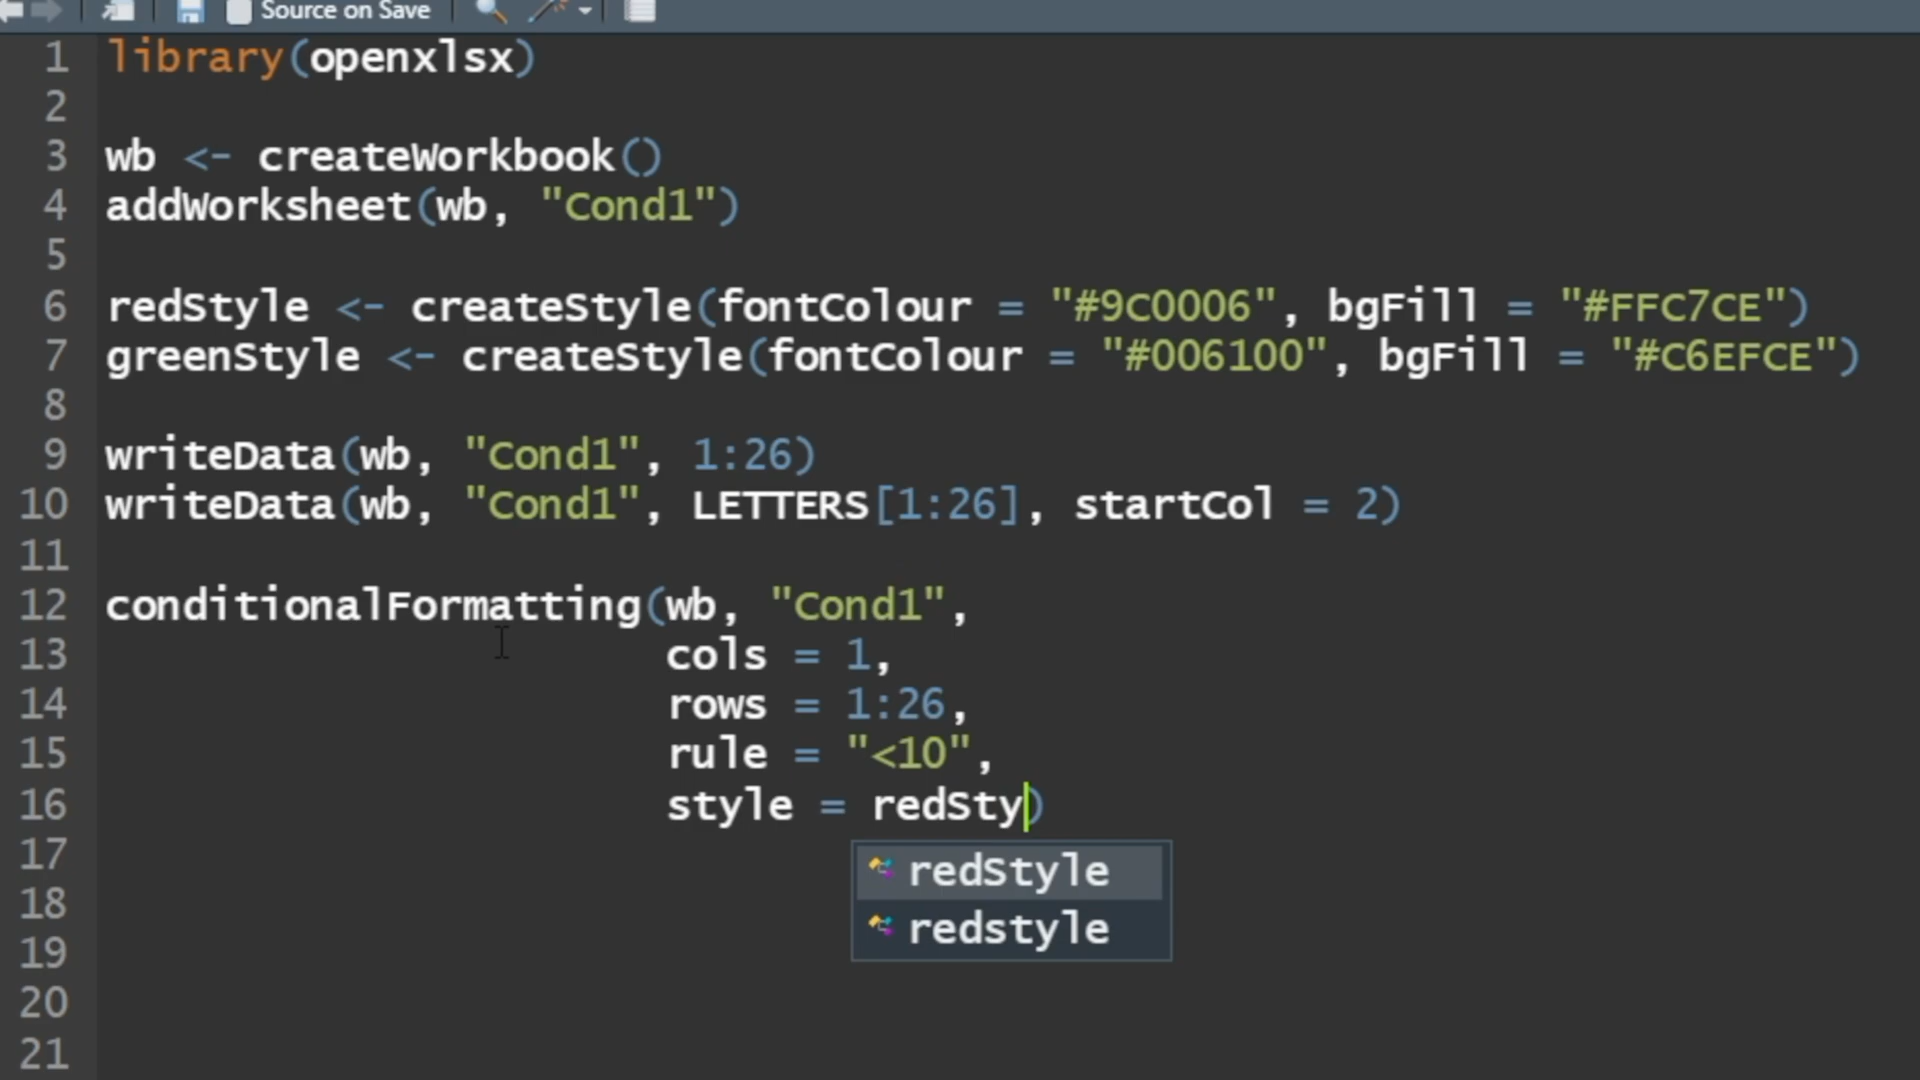 Source on Save
1 library(openxlsx)
2
3 wb <- createWorkbook()
4 addWorksheet(wb, "Cond1")
5
6 redStyle <- createStyle(fontColour = "#9C0006", bgFill = "#FFC7CE")
7 greenStyle <- createStyle(fontColour = "#006100", bgFill = "#C6EFCE")
8
9 writeData(wb, "Cond1", 1:26)
10 writeData(wb, "Cond1", LETTERS[1:26], startCol = 2)
11
12 conditionalFormatting(wb, "Cond1",
13 cols = 1,
14 rows = 1:26,
15 rule = "<10",
16 style = redSty)
17 redStyle
18 redstyle
19
20
21